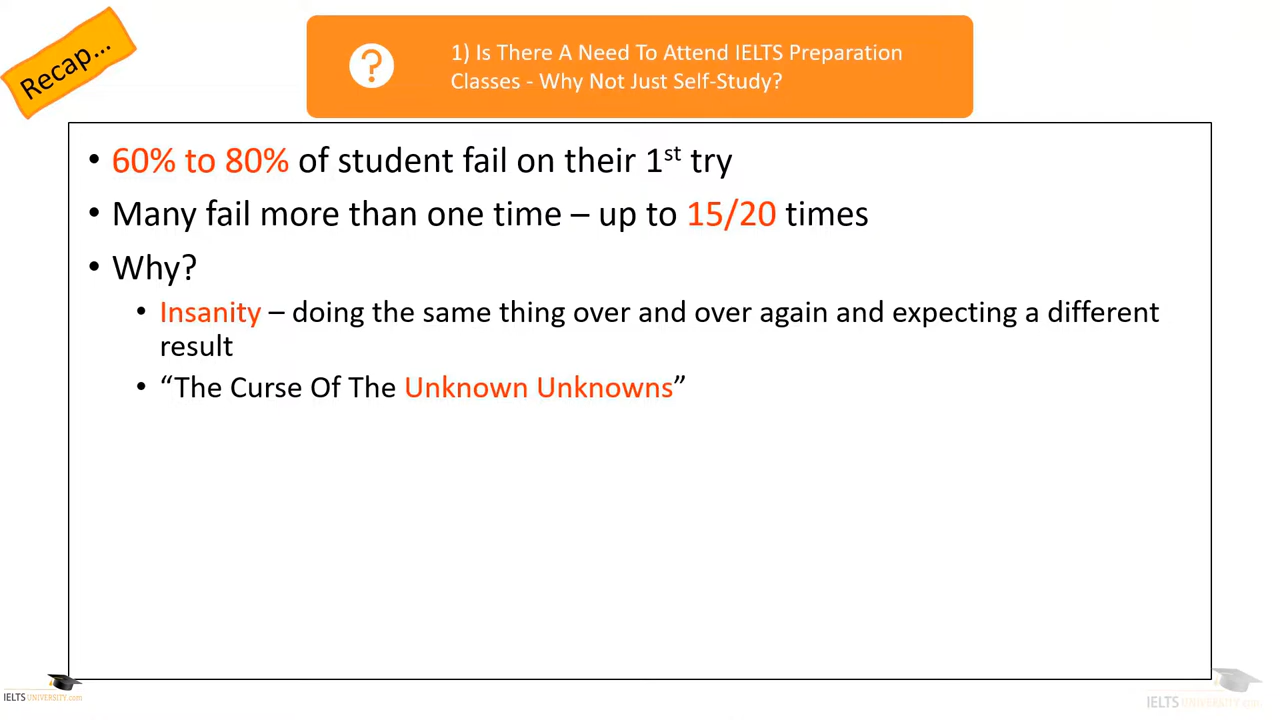 Recap...
1) Is There A Need To Attend IELTS Preparation
Classes - Why Not Just Self-Study?
• 60% to 80% of student fail on their 1st try
• Many fail more than one time – up to 15/20 times
• Why?
• Insanity – doing the same thing over and over again and expecting a different
result
• “The Curse Of The Unknown Unknowns”
IELTS UNIVERSITY.com
IELTS UNIVERSITY.com